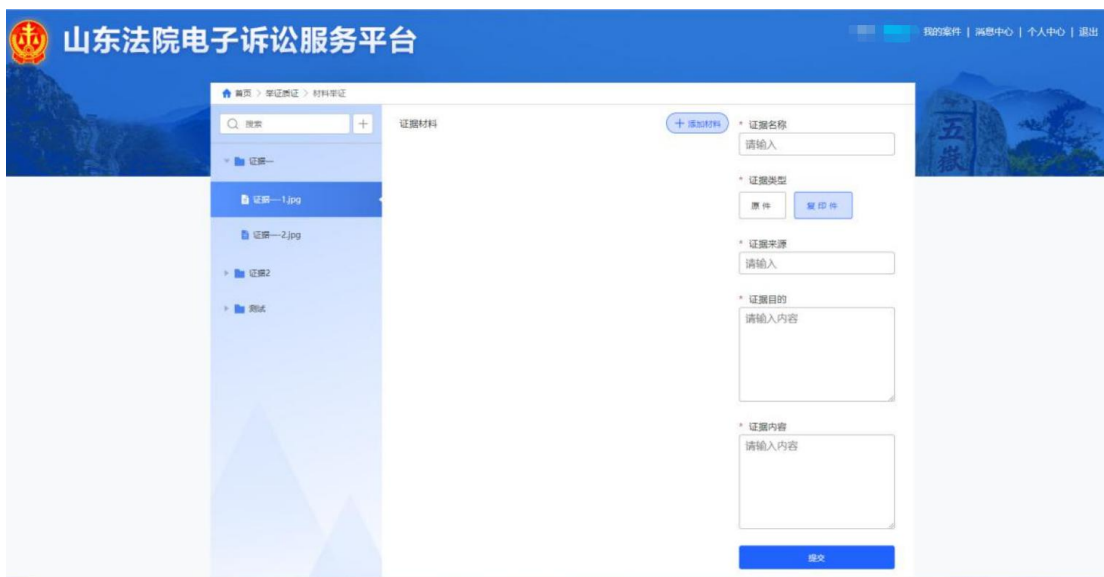 山东法院电子诉讼服务平台
我的案件 | 消息中心 | 个人中心 | 退出
首页 > 举证质证 > 材料举证
搜索
证据一
证据一-1.jpg
证据一-2.jpg
证据2
测试
证据材料
+ 添加材料
* 证据名称
请输入
* 证据类型
原 件
复 印 件
* 证据来源
请输入
* 证据目的
请输入内容
* 证据内容
请输入内容
提交
五
嶽